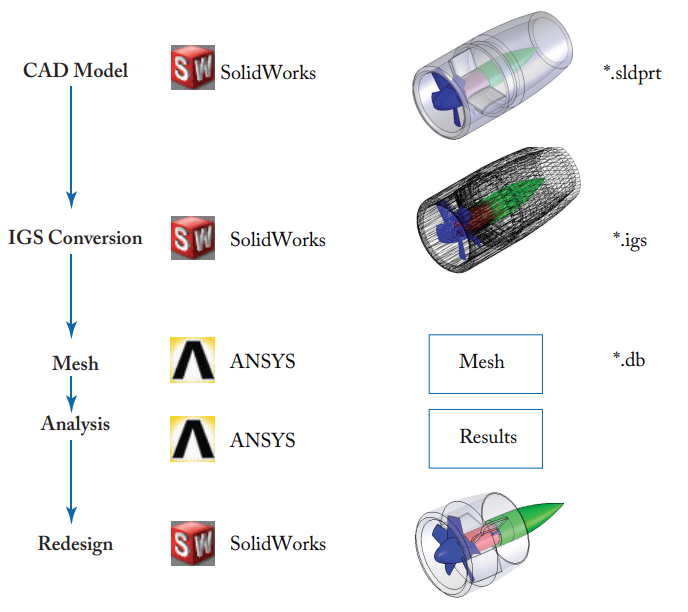 CAD Model
SW
SolidWorks
*.sldprt
IGS Conversion
SW
SolidWorks
*.igs
Mesh
ANSYS
Mesh
*.db
Analysis
ANSYS
Results
Redesign
SW
SolidWorks